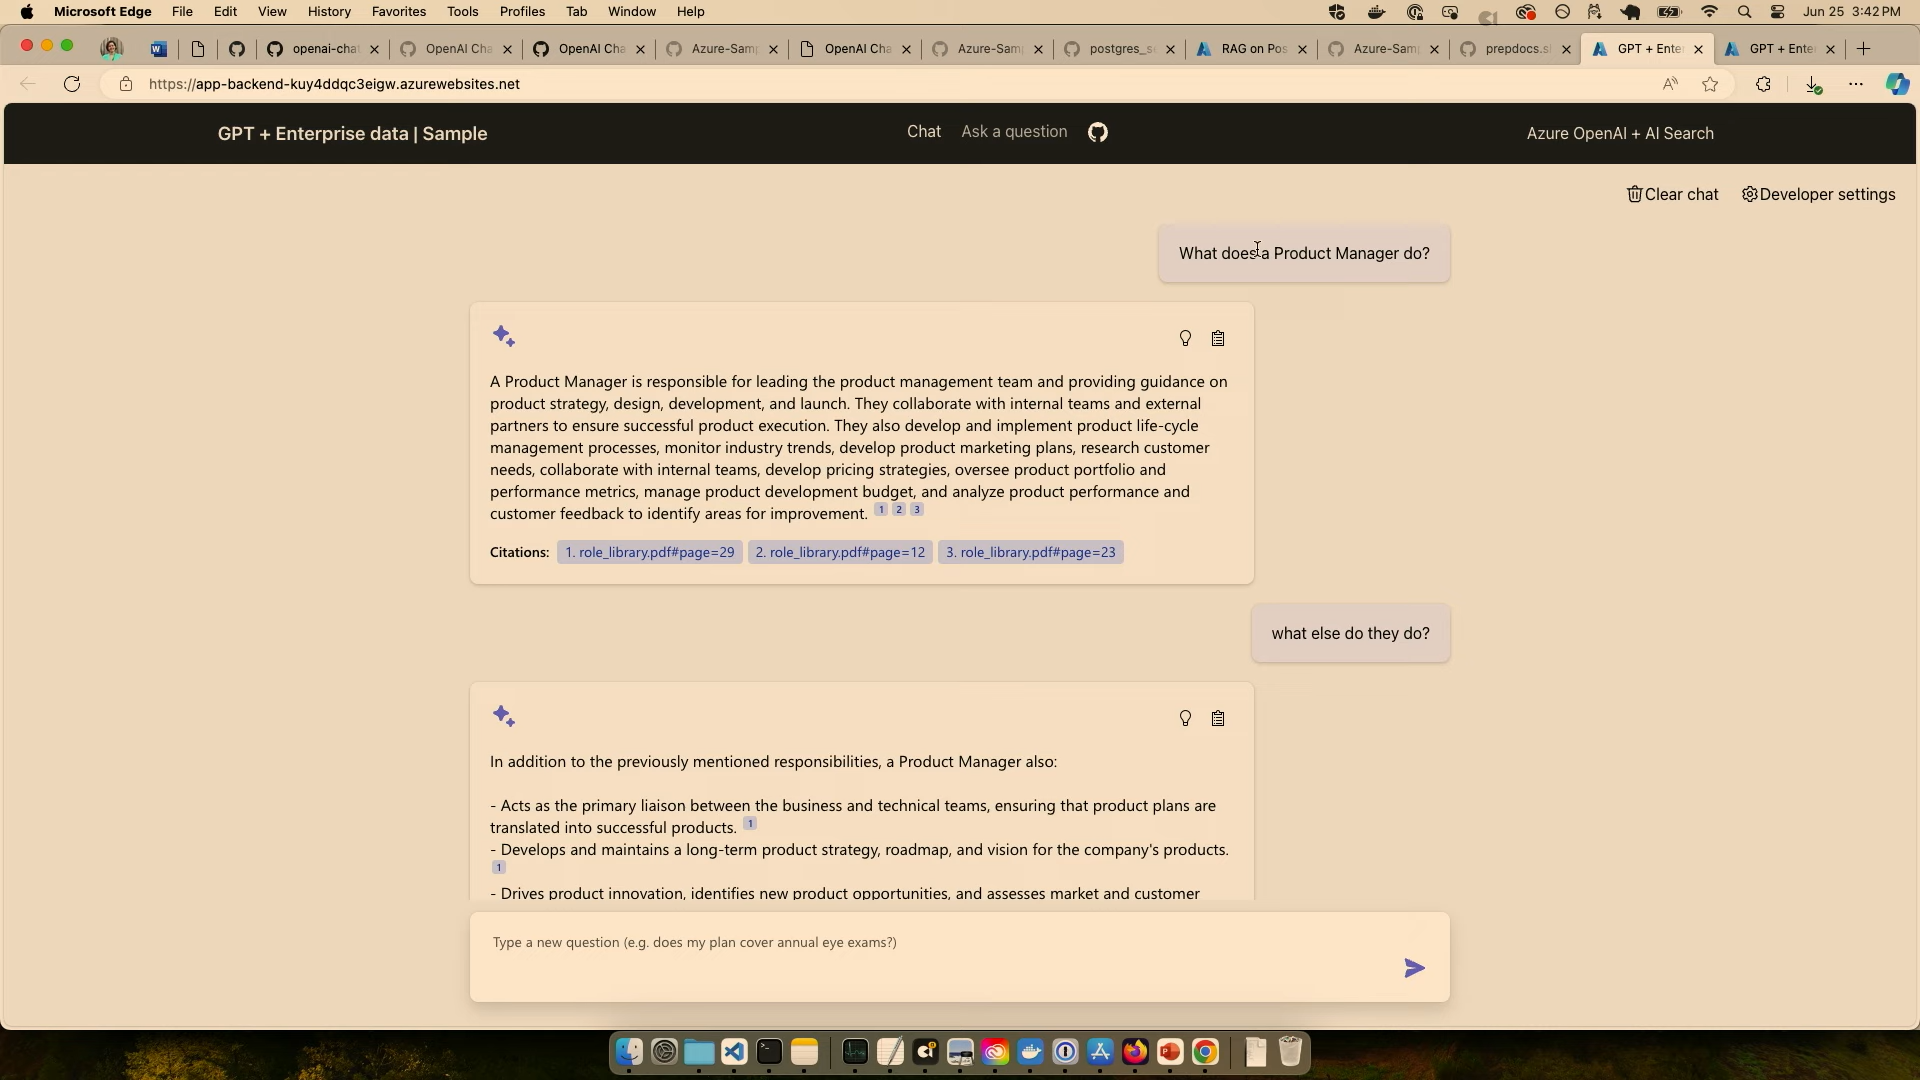 Microsoft Edge File Edit View History Favorites Tools Profiles Tab Window Help Jun 25 3:42 PM
openai-cha OpenAI Cha OpenAI Cha Azure-Sam OpenAI Cha Azure-Sam postgres_s RAG on Pos Azure-Sam prepdocs.s GPT + Ente GPT + Ente
https://app-backend-kuy4ddqc3eigw.azurewebsites.net
GPT + Enterprise data | Sample Chat Ask a question Azure OpenAI + AI Search
Clear chat Developer settings
What does a Product Manager do?
A Product Manager is responsible for leading the product management team and providing guidance on
product strategy, design, development, and launch. They collaborate with internal teams and external
partners to ensure successful product execution. They also develop and implement product life-cycle
management processes, monitor industry trends, develop product marketing plans, research customer
needs, collaborate with internal teams, develop pricing strategies, oversee product portfolio and
performance metrics, manage product development budget, and analyze product performance and
customer feedback to identify areas for improvement. 1 2 3
Citations: 1. role_library.pdf#page=29 2. role_library.pdf#page=12 3. role_library.pdf#page=23
what else do they do?
In addition to the previously mentioned responsibilities, a Product Manager also:
- Acts as the primary liaison between the business and technical teams, ensuring that product plans are
translated into successful products. 1
- Develops and maintains a long-term product strategy, roadmap, and vision for the company's products.
1
- Drives product innovation, identifies new product opportunities, and assesses market and customer
Type a new question (e.g. does my plan cover annual eye exams?)